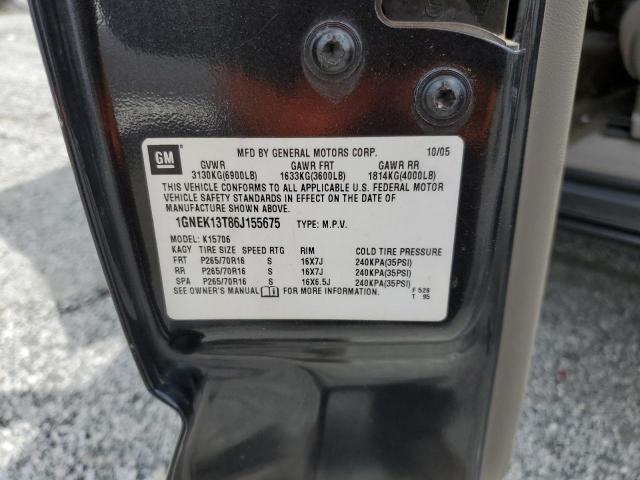 GM MFD BY GENERAL MOTORS CORP. 10/05
GVWR GAWR FRT GAWR RR
3130KG(6900LB) 1633KG(3600LB) 1814KG(4000LB)
THIS VEHICLE CONFORMS TO ALL APPLICABLE U.S. FEDERAL MOTOR
VEHICLE SAFETY STANDARDS IN EFFECT ON THE DATE OF
MANUFACTURE SHOWN ABOVE.
1GNEK13T86J155675 TYPE: M.P.V.
MODEL: K15706
KAGY TIRE SIZE SPEED RTG RIM COLD TIRE PRESSURE
FRT P265/70R16 S 16X7J 240KPA(35PSI)
RR P265/70R16 S 16X7J 240KPA(35PSI)
SPA P265/70R16 S 16X6.5J 240KPA(35PSI)
SEE OWNER'S MANUAL FOR MORE INFORMATION. F 528
T 95